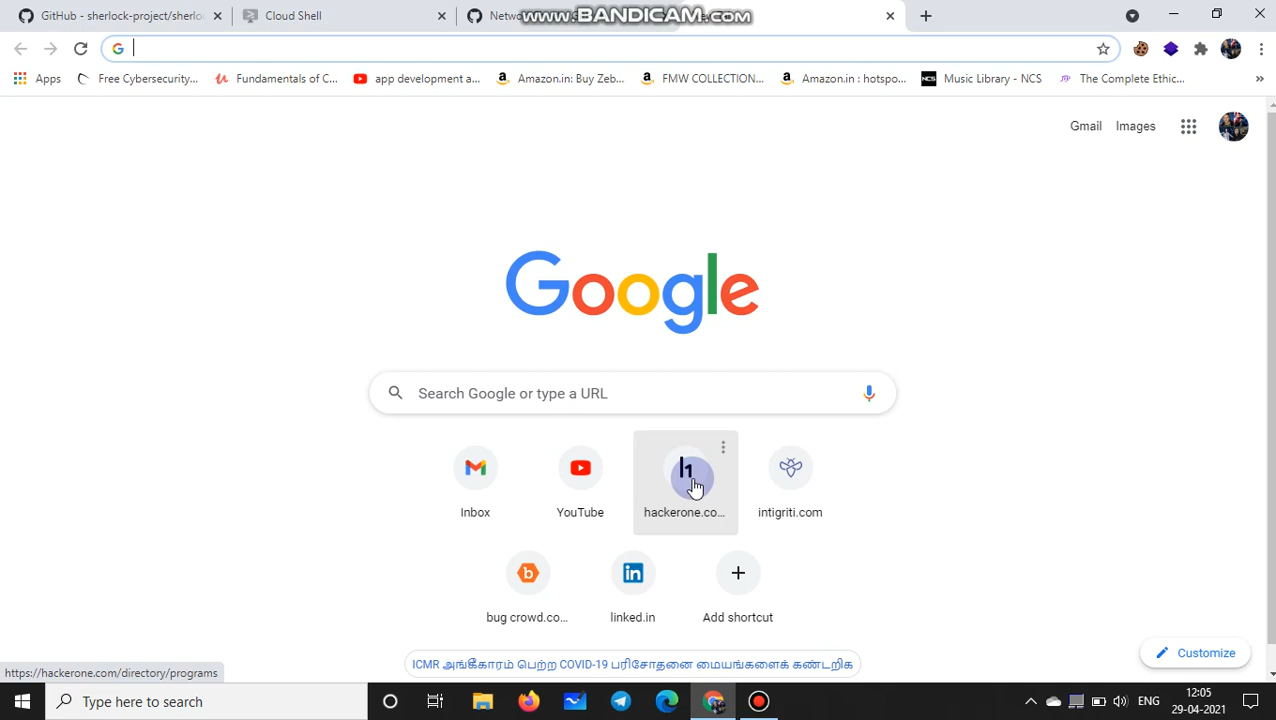 GitHub - sherlock-project/sherlo
Cloud Shell
Netwo
www.BANDICAM.com
Apps
Free Cybersecurity...
Fundamentals of C...
app development a...
Amazon.in: Buy Zeb...
FMW COLLECTION...
Amazon.in : hotspo...
NCS
Music Library - NCS
The Complete Ethic...
Gmail
Images
Google
Search Google or type a URL
h1
Inbox
YouTube
hackerone.co...
intigriti.com
bug crowd.co...
linked.in
Add shortcut
ICMR அங்கீகாரம் பெற்ற COVID-19 பரிசோதனை மையங்களைக் கண்டறிக
Customize
https://hackerone.com/directory/programs
Type here to search
ENG
12:05
29-04-2021